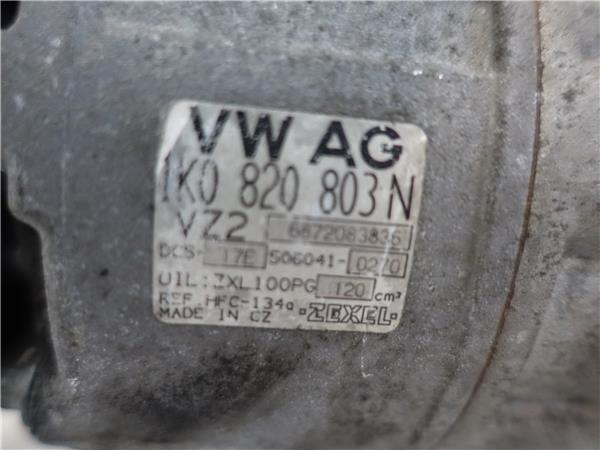 VW AG
1K0 820 803 N
VZ2 6872083835
DCS-17E 506041-0270
OIL:ZXL100PG 120 cm³
REF. HFC-134a
MADE IN CZ ·ZEXEL·